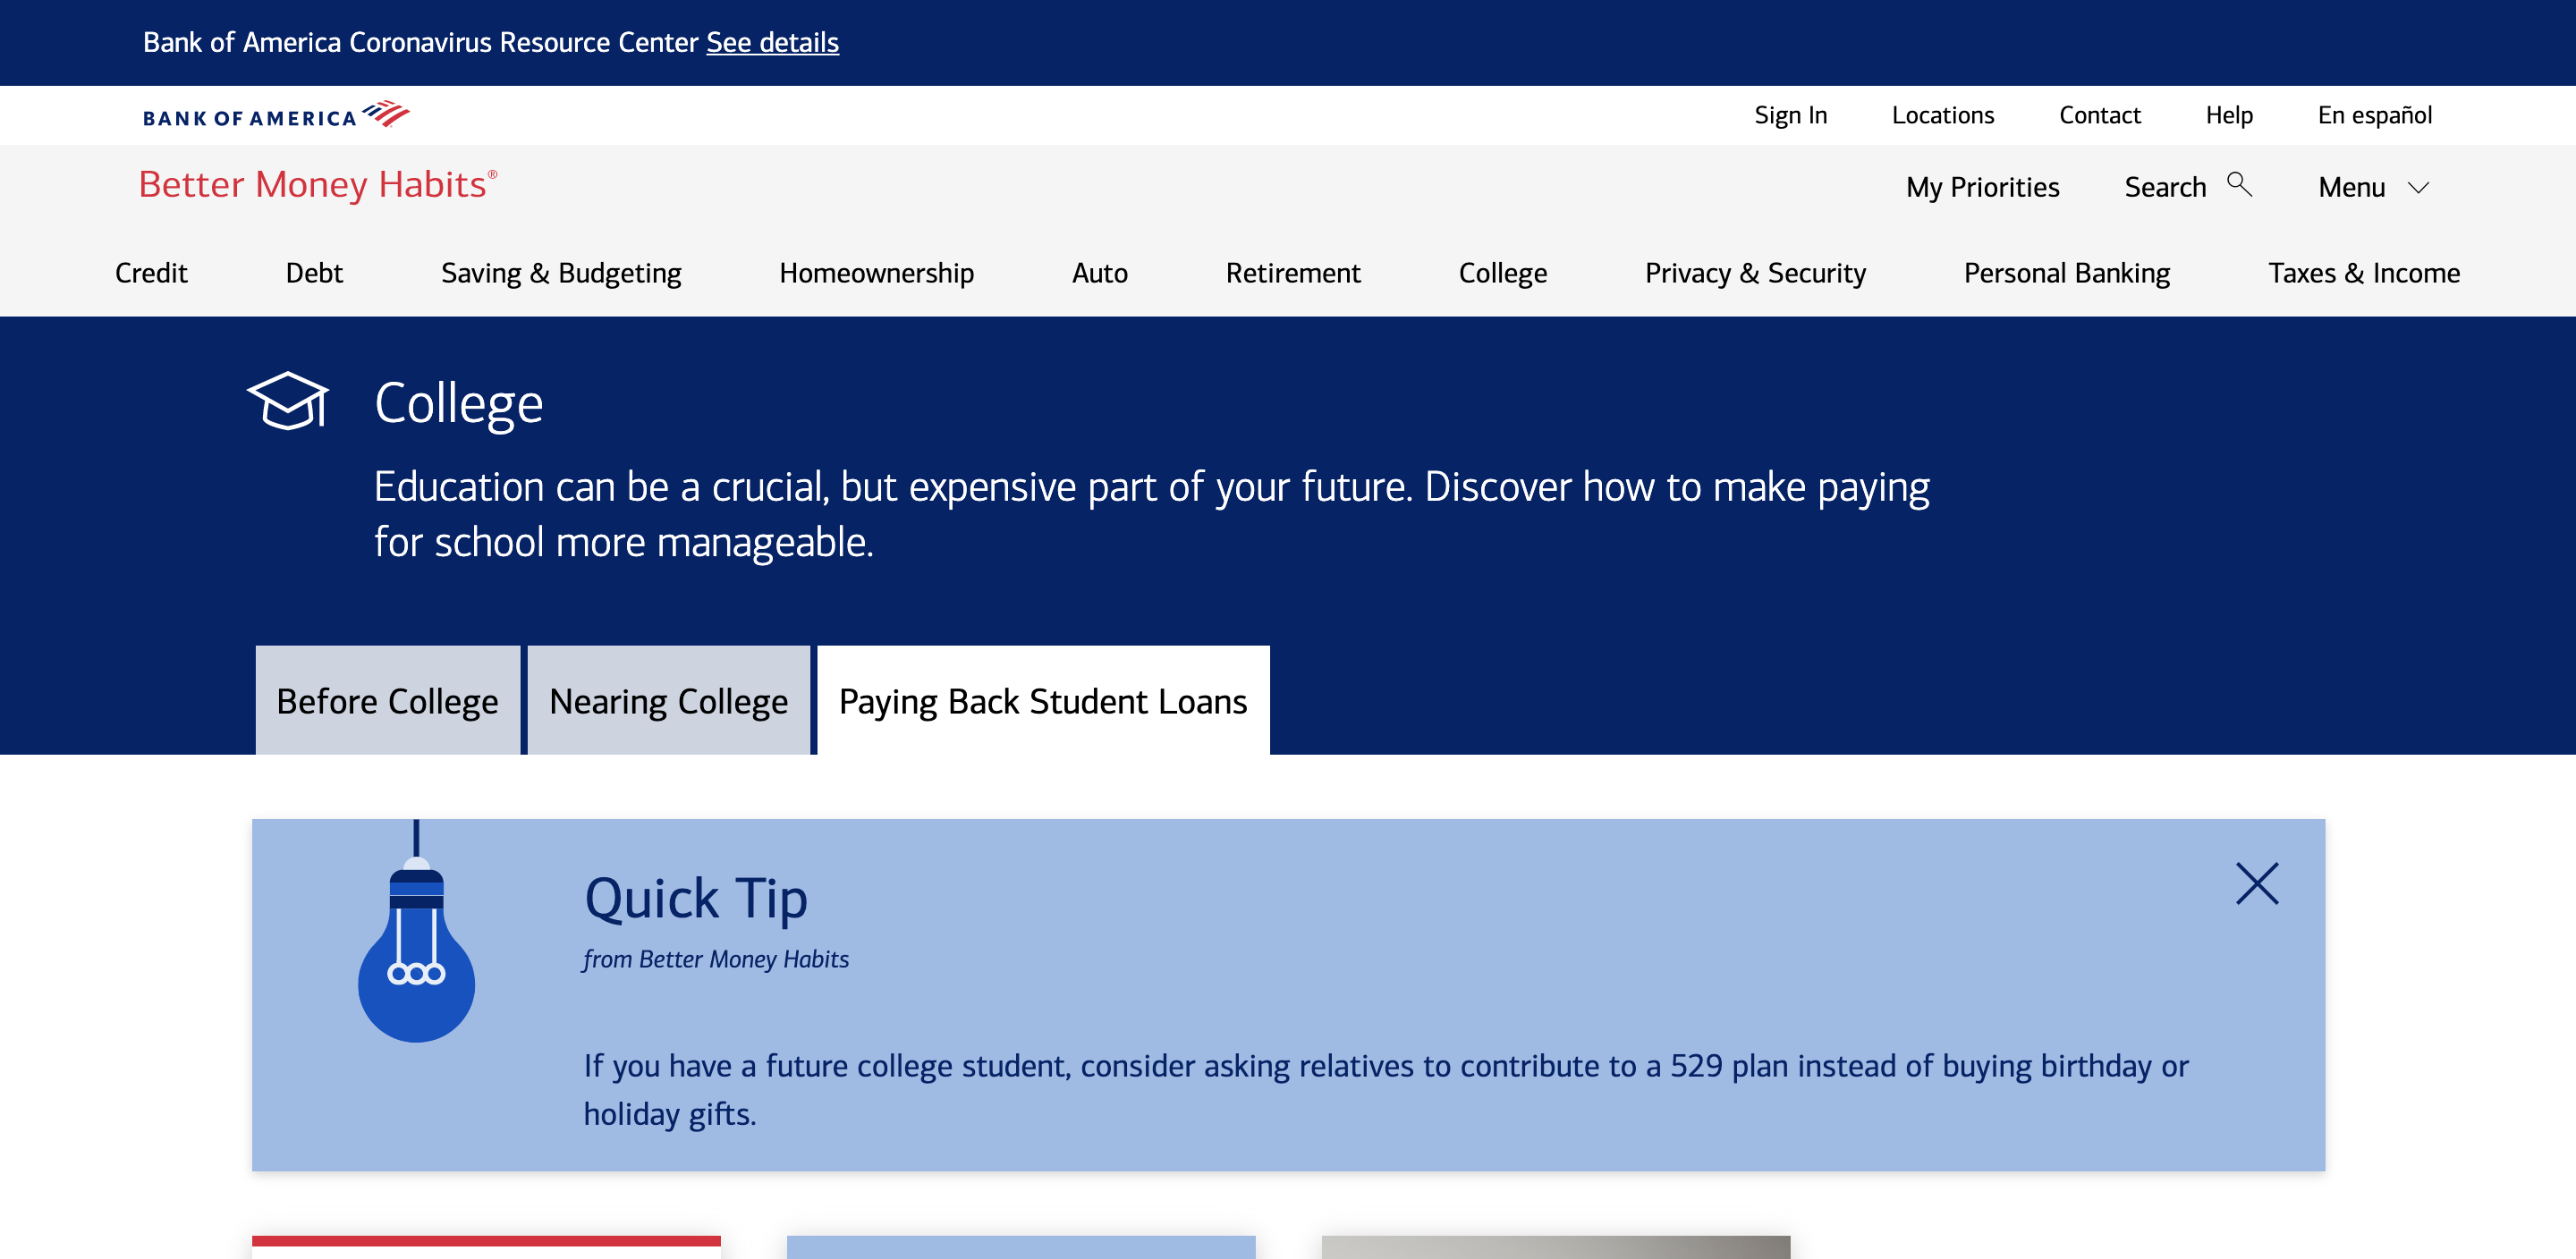 Bank of America Coronavirus Resource Center See details
BANK OF AMERICA
Sign In
Locations
Contact
Help
En español
Better Money Habits®
My Priorities
Search
Menu
Credit
Debt
Saving & Budgeting
Homeownership
Auto
Retirement
College
Privacy & Security
Personal Banking
Taxes & Income
College
Education can be a crucial, but expensive part of your future. Discover how to make paying
for school more manageable.
Before College
Nearing College
Paying Back Student Loans
Quick Tip
from Better Money Habits
If you have a future college student, consider asking relatives to contribute to a 529 plan instead of buying birthday or
holiday gifts.